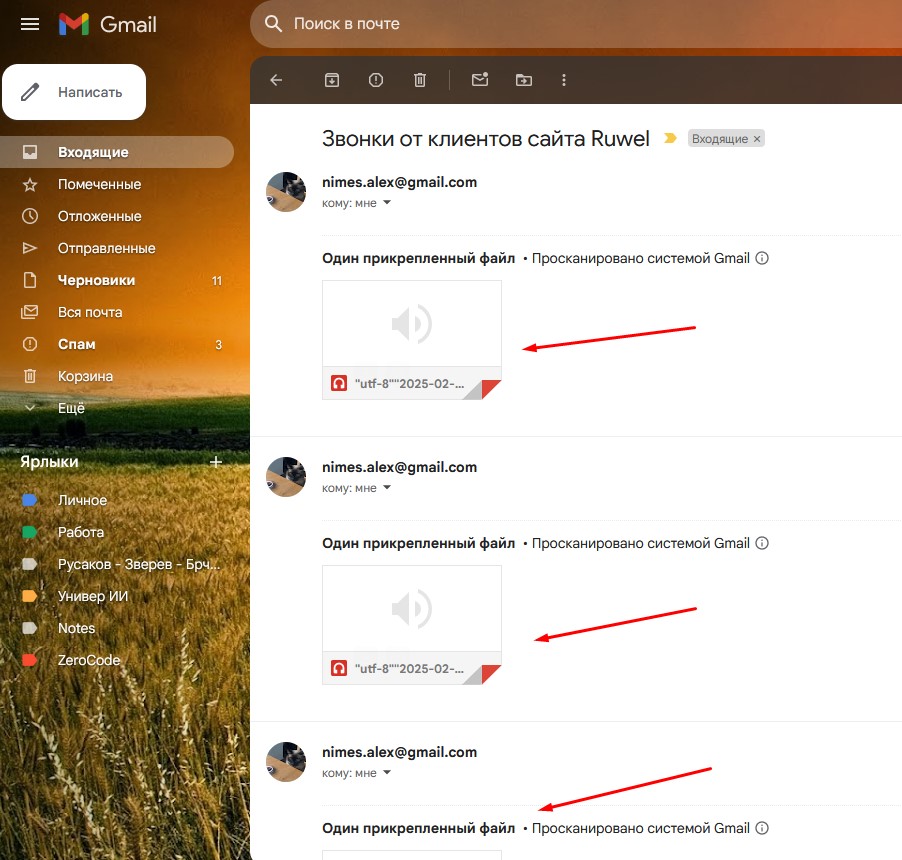 Gmail
Поиск в почте
Написать
Входящие
Помеченные
Отложенные
Отправленные
Черновики 11
Вся почта
Спам 3
Корзина
Ещё
Ярлыки +
Личное
Работа
Русаков - Зверев - Брч...
Универ ИИ
Notes
ZeroCode
Звонки от клиентов сайта Ruwel Входящие ×
nimes.alex@gmail.com
кому: мне
Один прикрепленный файл • Просканировано системой Gmail
"utf-8""2025-02-...
nimes.alex@gmail.com
кому: мне
Один прикрепленный файл • Просканировано системой Gmail
"utf-8""2025-02-...
nimes.alex@gmail.com
кому: мне
Один прикрепленный файл • Просканировано системой Gmail